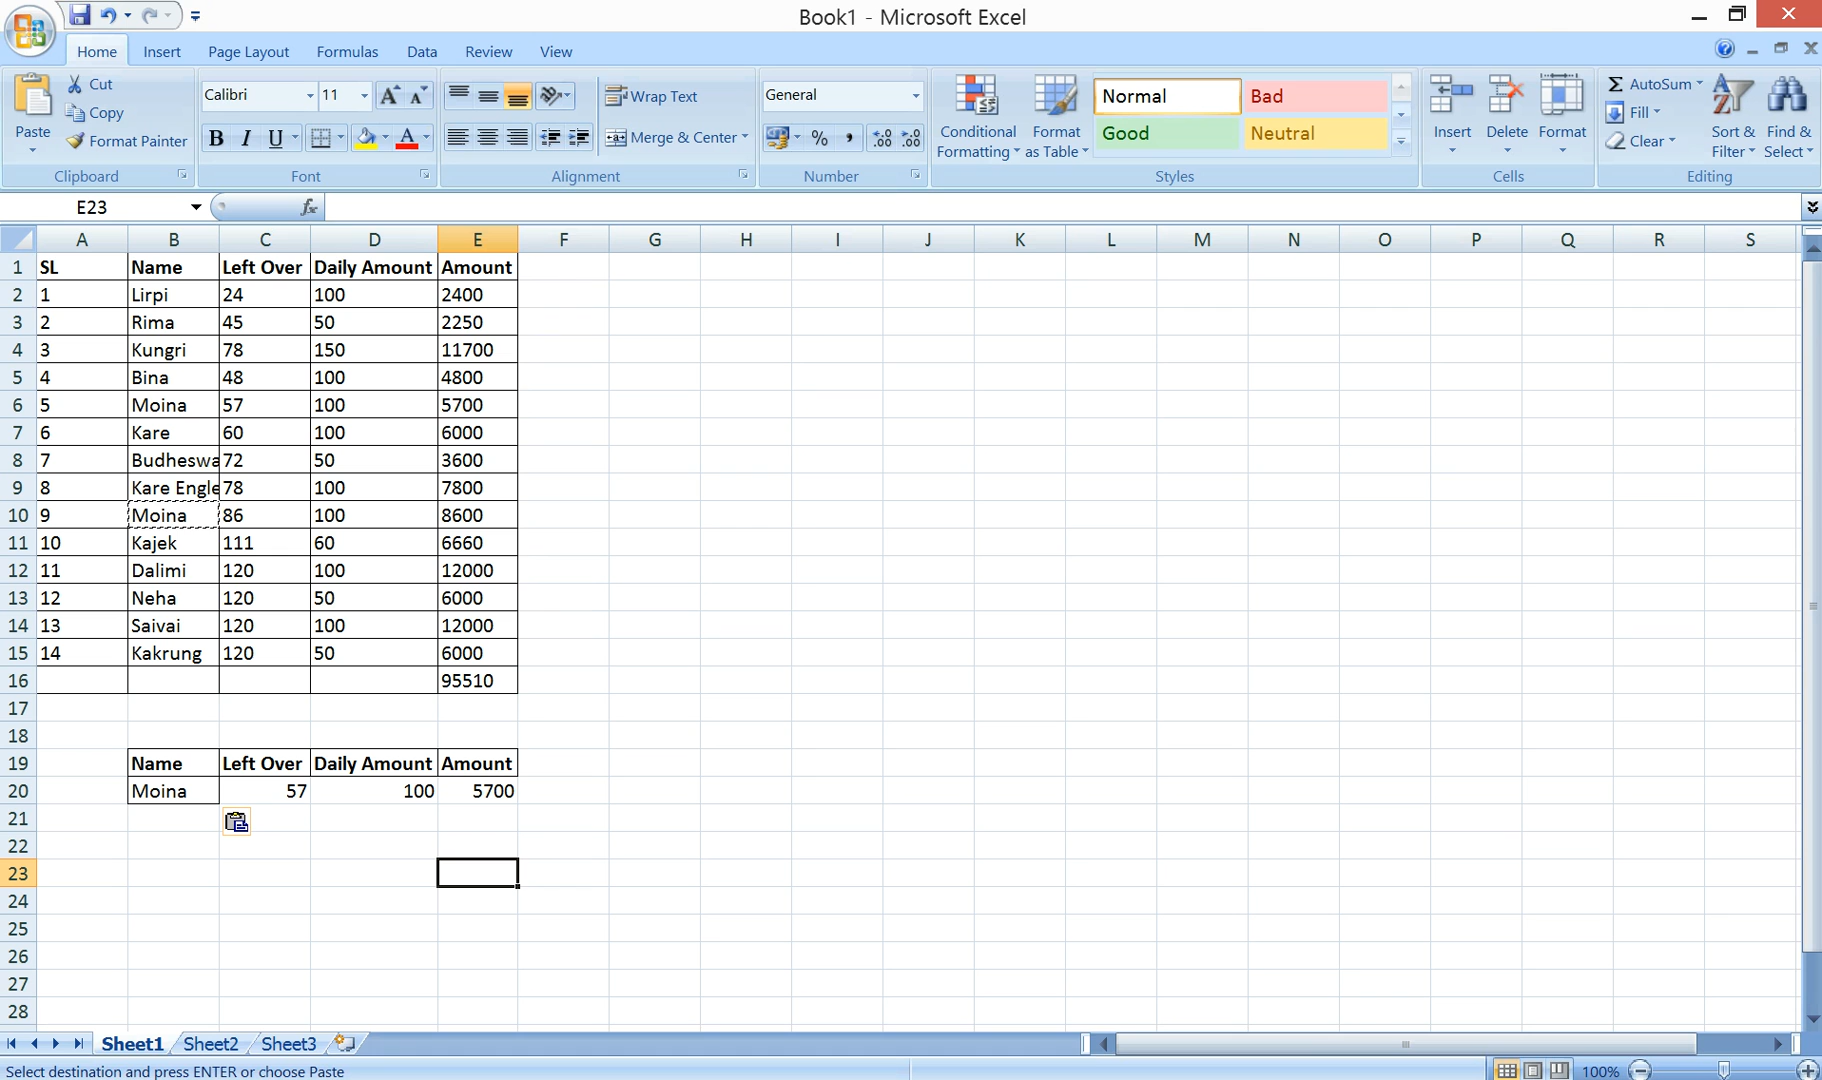 Book1 - Microsoft Excel
Home Insert Page Layout Formulas Data Review View
Paste
Cut
Copy
Format Painter
Clipboard
Calibri 11
B I U
Font
Wrap Text
Merge & Center
Alignment
General
% ,
Number
Conditional Formatting
Format as Table
Normal Bad
Good Neutral
Styles
Insert Delete Format
Cells
Σ AutoSum
Fill
Clear
Sort & Filter
Find & Select
Editing
E23 fx
A B C D E F G H I J K L M N O P Q R S
1 SL Name Left Over Daily Amount Amount
2 1 Lirpi 24 100 2400
3 2 Rima 45 50 2250
4 3 Kungri 78 150 11700
5 4 Bina 48 100 4800
6 5 Moina 57 100 5700
7 6 Kare 60 100 6000
8 7 Budheswa 72 50 3600
9 8 Kare Engle 78 100 7800
10 9 Moina 86 100 8600
11 10 Kajek 111 60 6660
12 11 Dalimi 120 100 12000
13 12 Neha 120 50 6000
14 13 Saivai 120 100 12000
15 14 Kakrung 120 50 6000
16 95510
17
18
19 Name Left Over Daily Amount Amount
20 Moina 57 100 5700
21
22
23
24
25
26
27
28
Sheet1 Sheet2 Sheet3
Select destination and press ENTER or choose Paste 100%